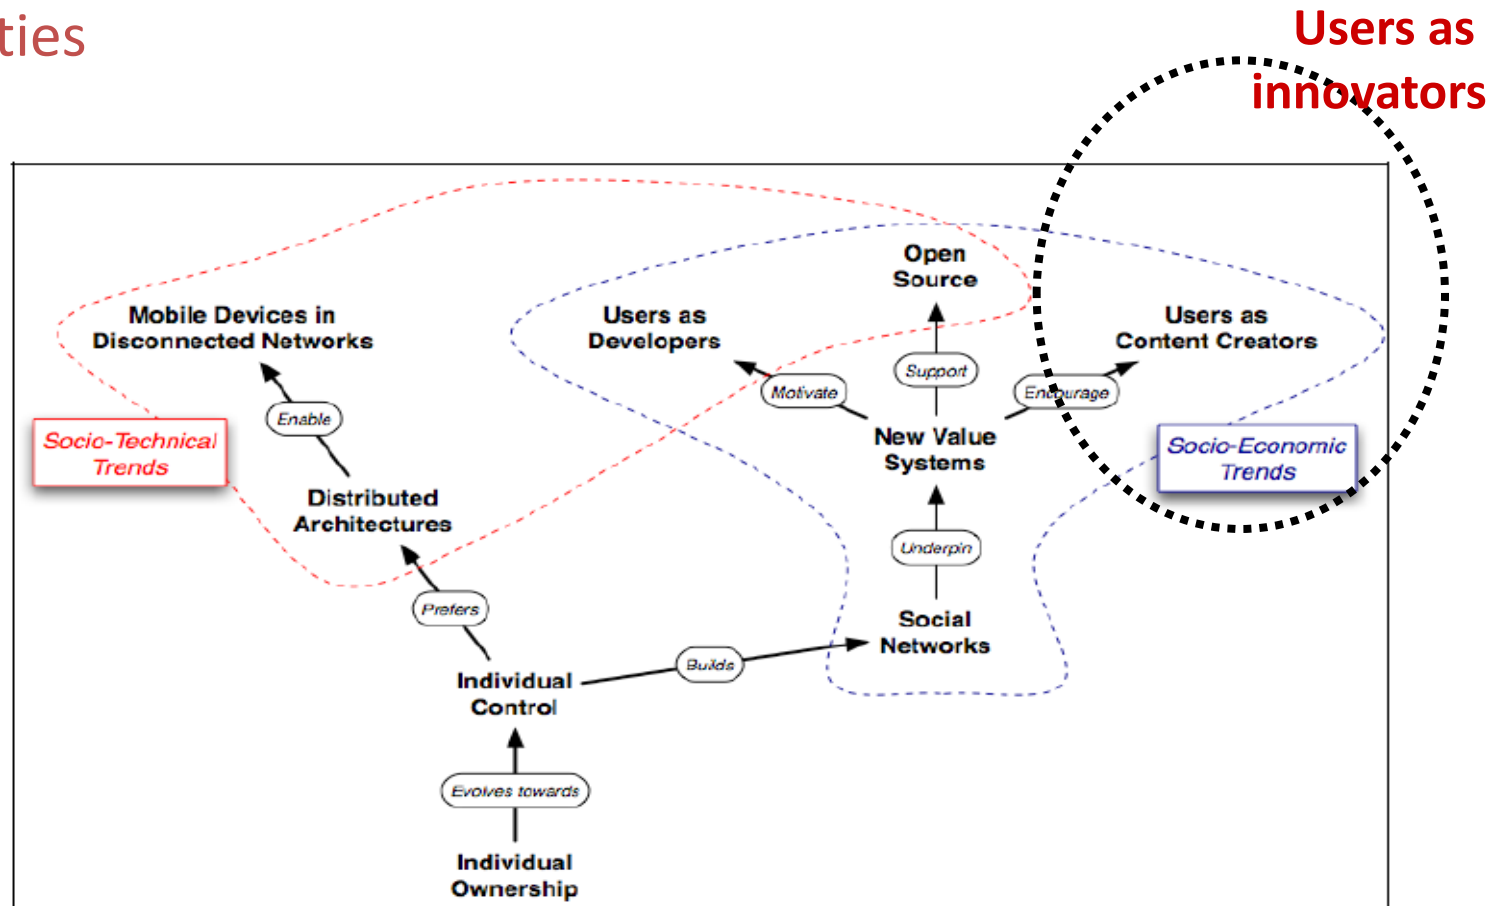 ties
Users as
innovators
Open
Source
Mobile Devices in
Disconnected Networks
Users as
Developers
Users as
Content Creators
Support
Motivate
Encourage
Enable
New Value
Systems
Socio-Technical
Trends
Socio-Economic
Trends
Distributed
Architectures
Underpin
Prefers
Social
Networks
Builds
Individual
Control
Evolves towards
Individual
Ownership